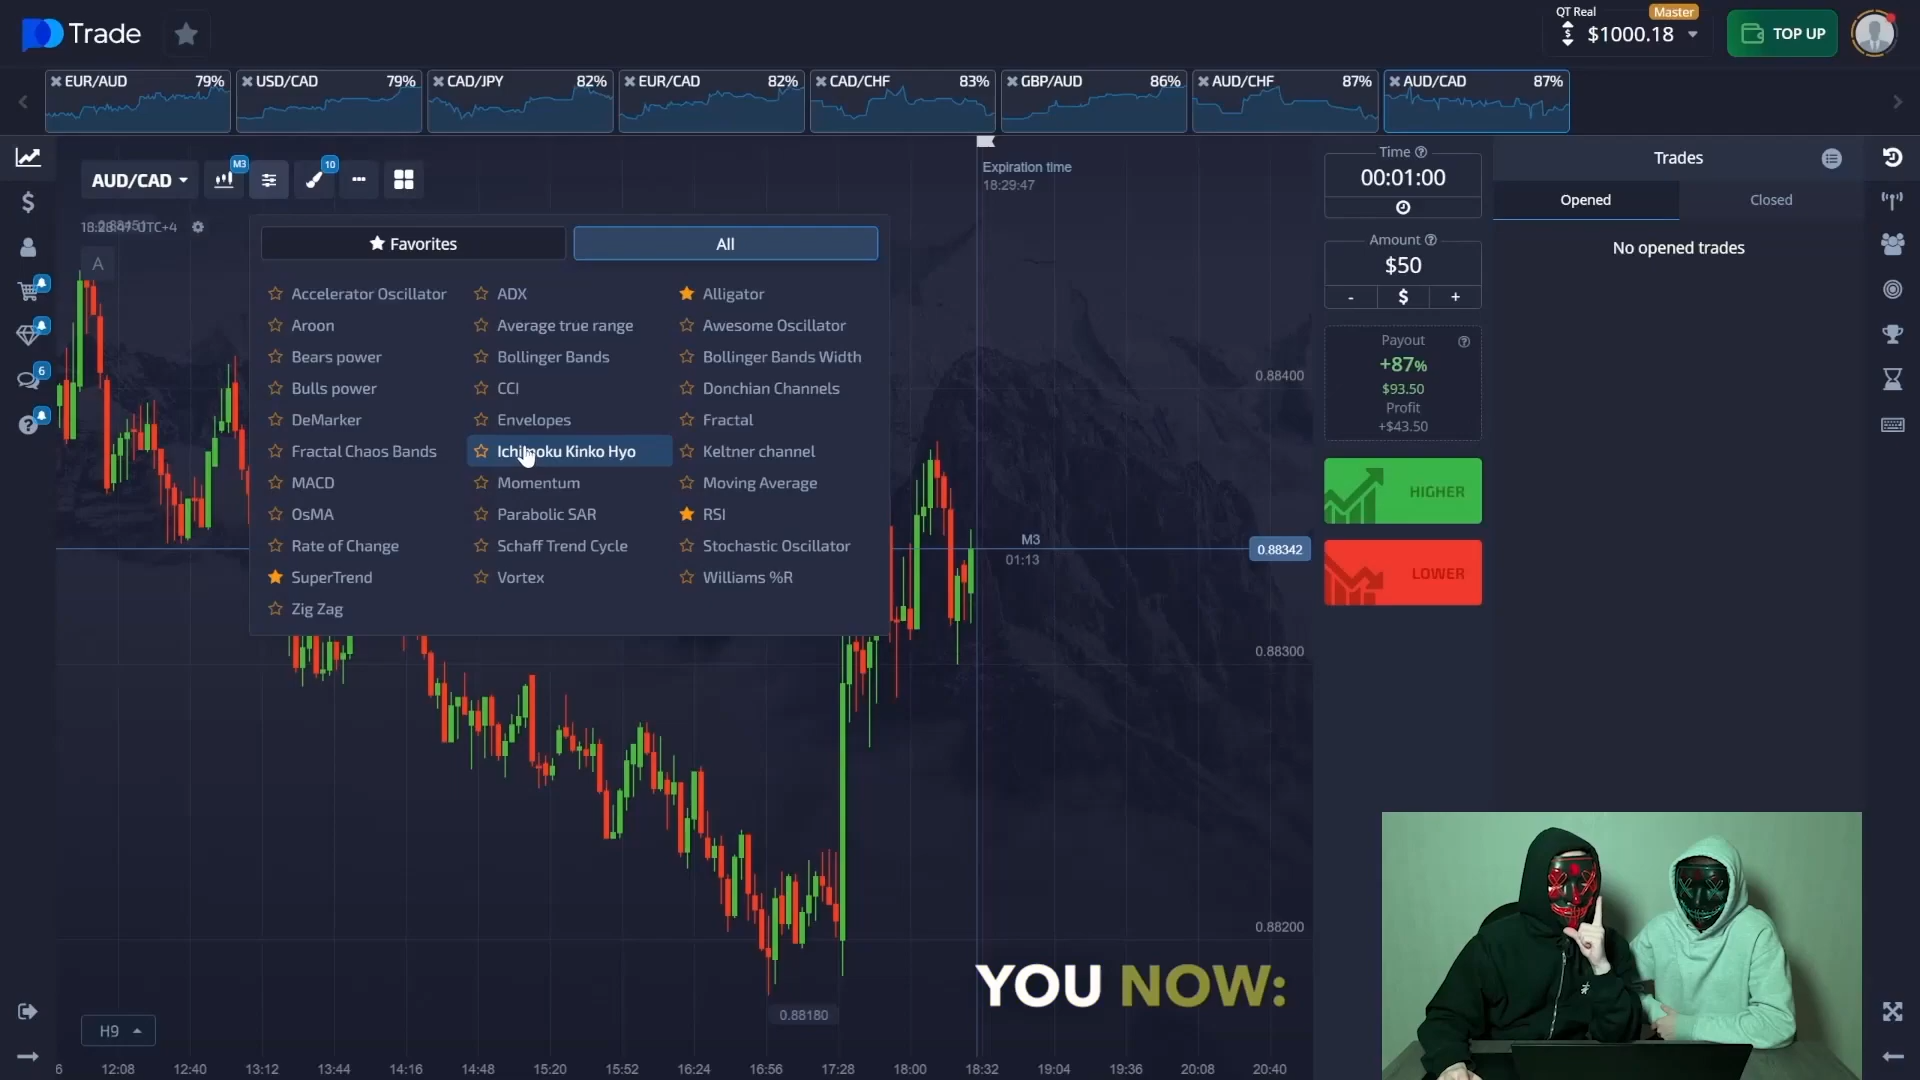 Trade
QT Real
Master
$1000.18
TOP UP
EUR/AUD 79%
USD/CAD 79%
CAD/JPY 82%
EUR/CAD 82%
CAD/CHF 83%
GBP/AUD 86%
AUD/CHF 87%
AUD/CAD 87%
AUD/CAD
M3
10
UTC+4
A
Expiration time
18:29:47
Favorites
All
Accelerator Oscillator
ADX
Alligator
Aroon
Average true range
Awesome Oscillator
Bears power
Bollinger Bands
Bollinger Bands Width
Bulls power
CCI
Donchian Channels
DeMarker
Envelopes
Fractal
Fractal Chaos Bands
Ichimoku Kinko Hyo
Keltner channel
MACD
Momentum
Moving Average
OsMA
Parabolic SAR
RSI
Rate of Change
Schaff Trend Cycle
Stochastic Oscillator
SuperTrend
Vortex
Williams %R
Zig Zag
M3
01:13
0.88400
0.88342
0.88300
0.88200
0.88180
Time
00:01:00
Amount
$50
- $ +
Payout
+87%
$93.50
Profit
+$43.50
HIGHER
LOWER
Trades
Opened
Closed
No opened trades
6
YOU NOW:
H9
6 12:08 12:40 13:12 13:44 14:16 14:48 15:20 15:52 16:24 16:56 17:28 18:00 18:32 19:04 19:36 20:08 20:40